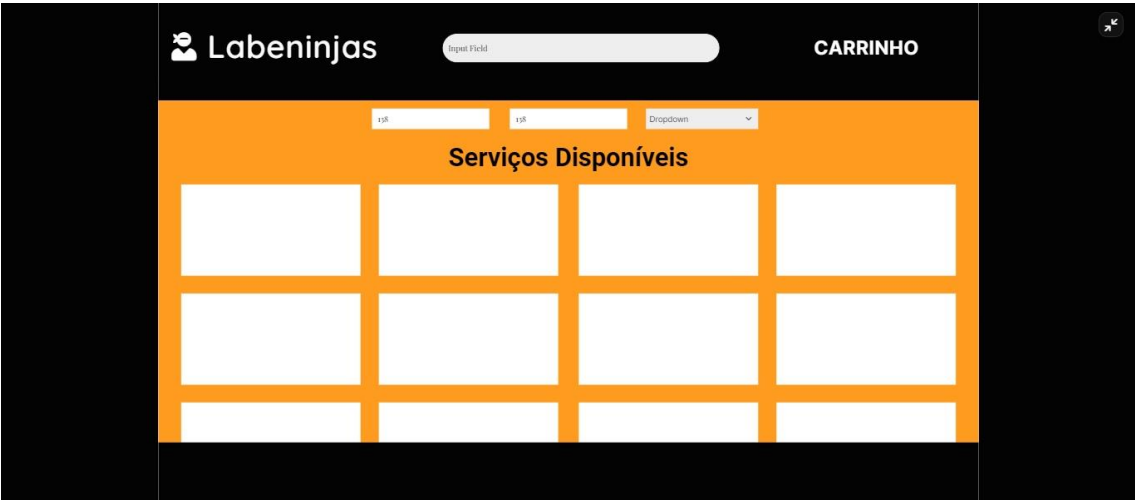 Labeninjas
Input Field
CARRINHO
158
158
Dropdown
Serviços Disponíveis